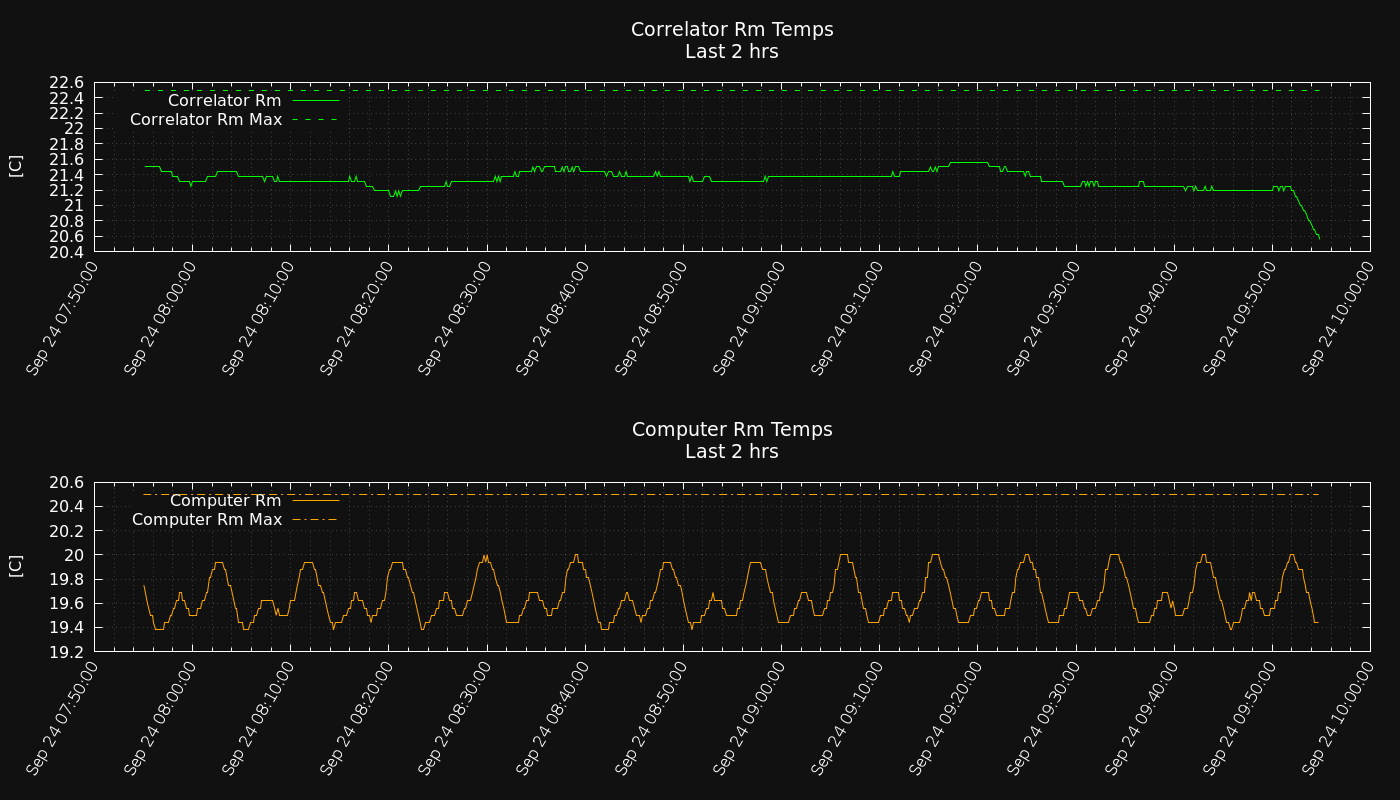 Correlator Rm Temps
Last 2 hrs
22.6
22.4
22.2
22
21.8
21.6
21.4
21.2
21
20.8
20.6
20.4
[C]
Correlator Rm
Correlator Rm Max
Sep 24 07:50:00
Sep 24 08:00:00
Sep 24 08:10:00
Sep 24 08:20:00
Sep 24 08:30:00
Sep 24 08:40:00
Sep 24 08:50:00
Sep 24 09:00:00
Sep 24 09:10:00
Sep 24 09:20:00
Sep 24 09:30:00
Sep 24 09:40:00
Sep 24 09:50:00
Sep 24 10:00:00
Computer Rm Temps
Last 2 hrs
20.6
20.4
20.2
20
19.8
19.6
19.4
19.2
[C]
Computer Rm
Computer Rm Max
Sep 24 07:50:00
Sep 24 08:00:00
Sep 24 08:10:00
Sep 24 08:20:00
Sep 24 08:30:00
Sep 24 08:40:00
Sep 24 08:50:00
Sep 24 09:00:00
Sep 24 09:10:00
Sep 24 09:20:00
Sep 24 09:30:00
Sep 24 09:40:00
Sep 24 09:50:00
Sep 24 10:00:00